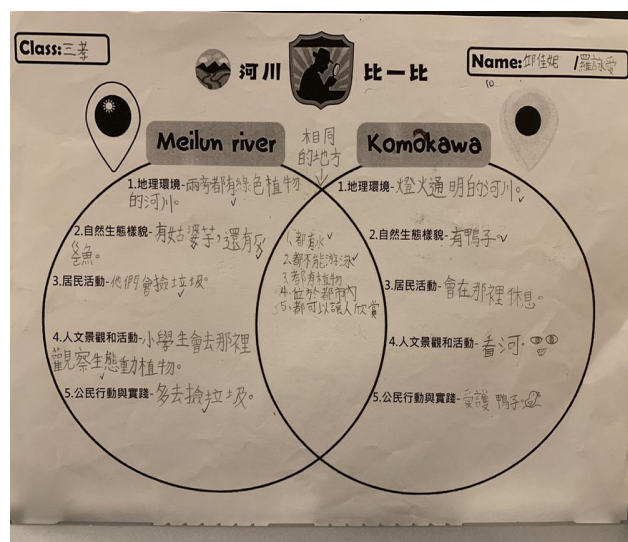 Class: 三孝
河川 比一比
Name: 邱佳妮 /羅詠愛
10
Meilun river
相同
的地方
Komokawa
1.地理環境-兩旁都有綠色植物
的河川。
2.自然生態樣貌-有姑婆芋,還有
魚。
3.居民活動-他們會撿垃圾。
4.人文景觀和活動-小學生會去那裡
觀察生態動植物。
5.公民行動與實踐-多去撿垃圾。
1.都有水
2.都不能游泳
3.都有植物
4.位於都市內
5.都可以讓人欣賞
1.地理環境-燈火通明的河川。
2.自然生態樣貌-有鴨子。
3.居民活動-會在那裡休息。
4.人文景觀和活動-看河。
5.公民行動與實踐-愛護鴨子。